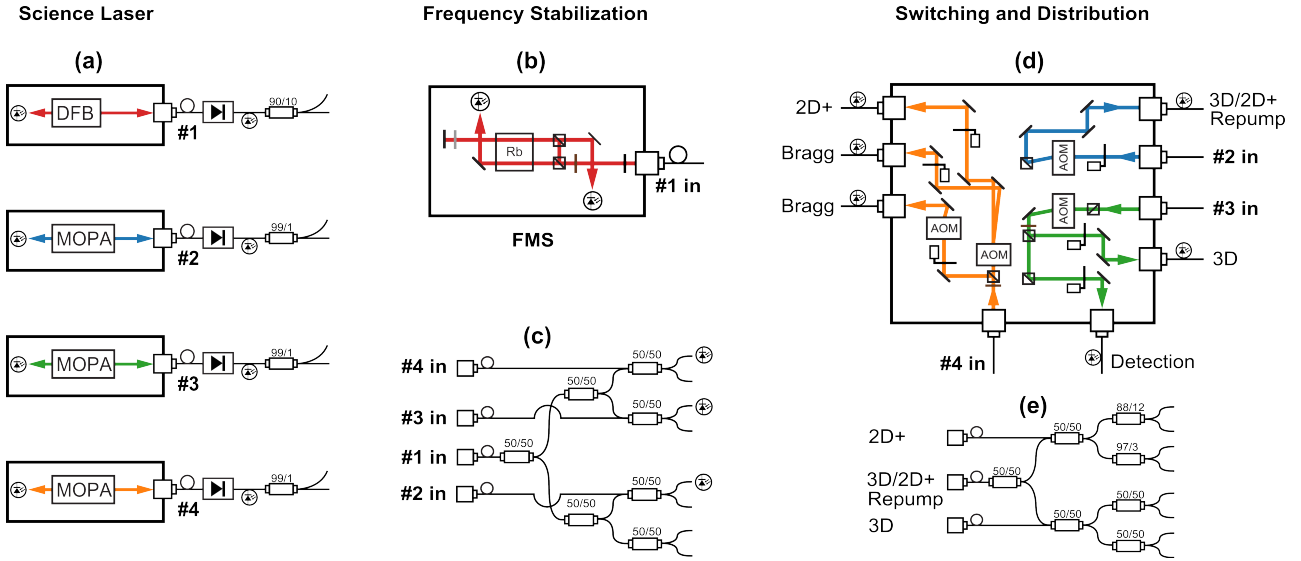 Science Laser
Frequency Stabilization
Switching and Distribution
(a)
DFB
#1
90/10
MOPA
#2
99/1
MOPA
#3
99/1
MOPA
#4
99/1
(b)
Rb
#1 in
FMS
(c)
#4 in
#3 in
#1 in
#2 in
50/50
50/50
50/50
50/50
50/50
50/50
50/50
(d)
2D+
Bragg
Bragg
3D/2D+
Repump
#2 in
#3 in
3D
AOM
AOM
AOM
AOM
#4 in
Detection
(e)
2D+
3D/2D+
Repump
3D
50/50
50/50
88/12
97/3
50/50
50/50
50/50